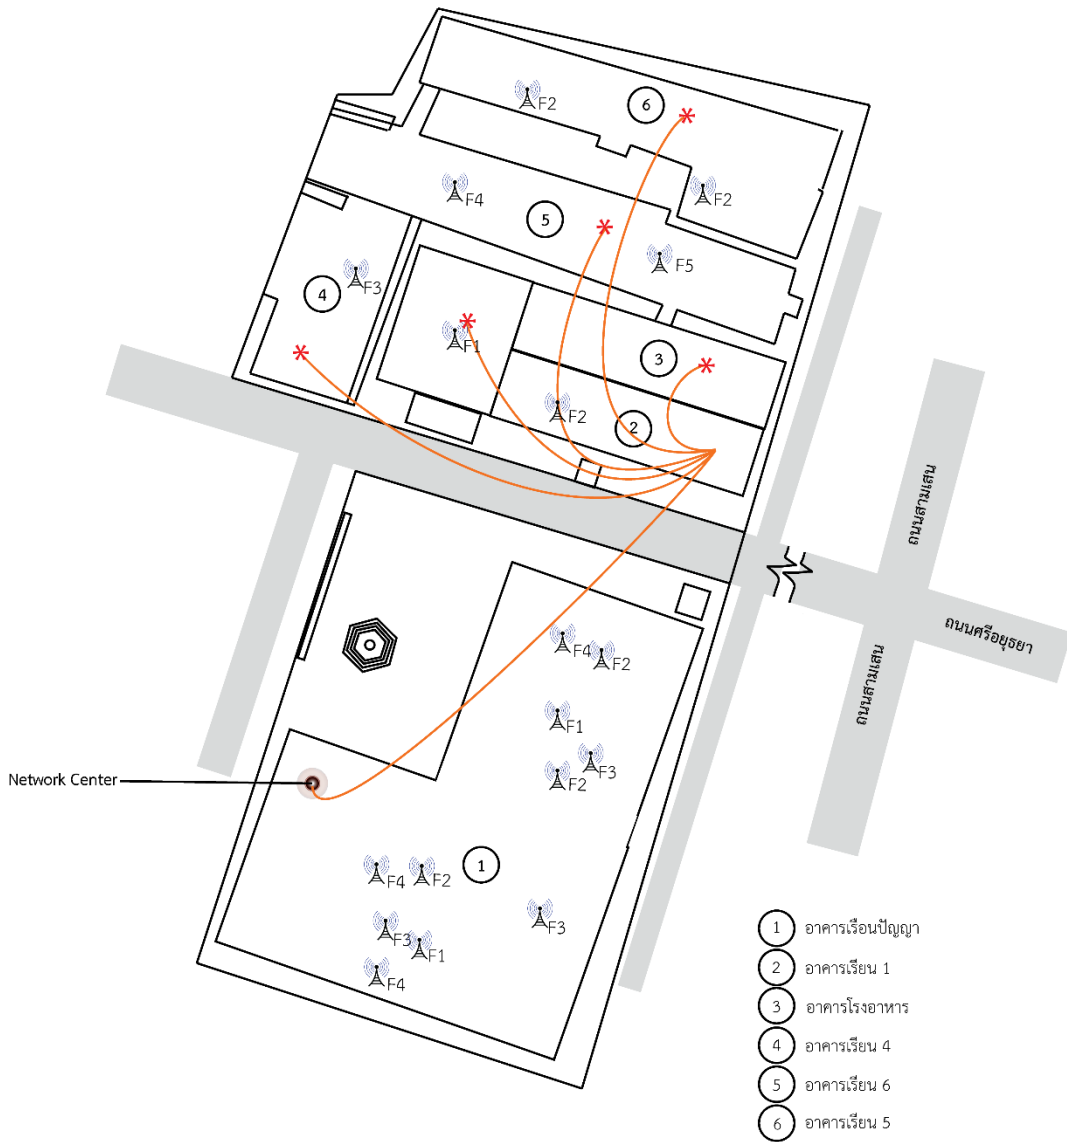 F2
6
F4
F2
5
F5
F3
4
F1
3
F2
2
ถนนสามเสน
ถนนศรีอยุธยา
ถนนสามเสน
F4
F2
F1
F3
F2
Network Center
1
F4
F2
F3
F3
F1
F4
1 อาคารเรือนปัญญา
2 อาคารเรียน 1
3 อาคารโรงอาหาร
4 อาคารเรียน 4
5 อาคารเรียน 6
6 อาคารเรียน 5